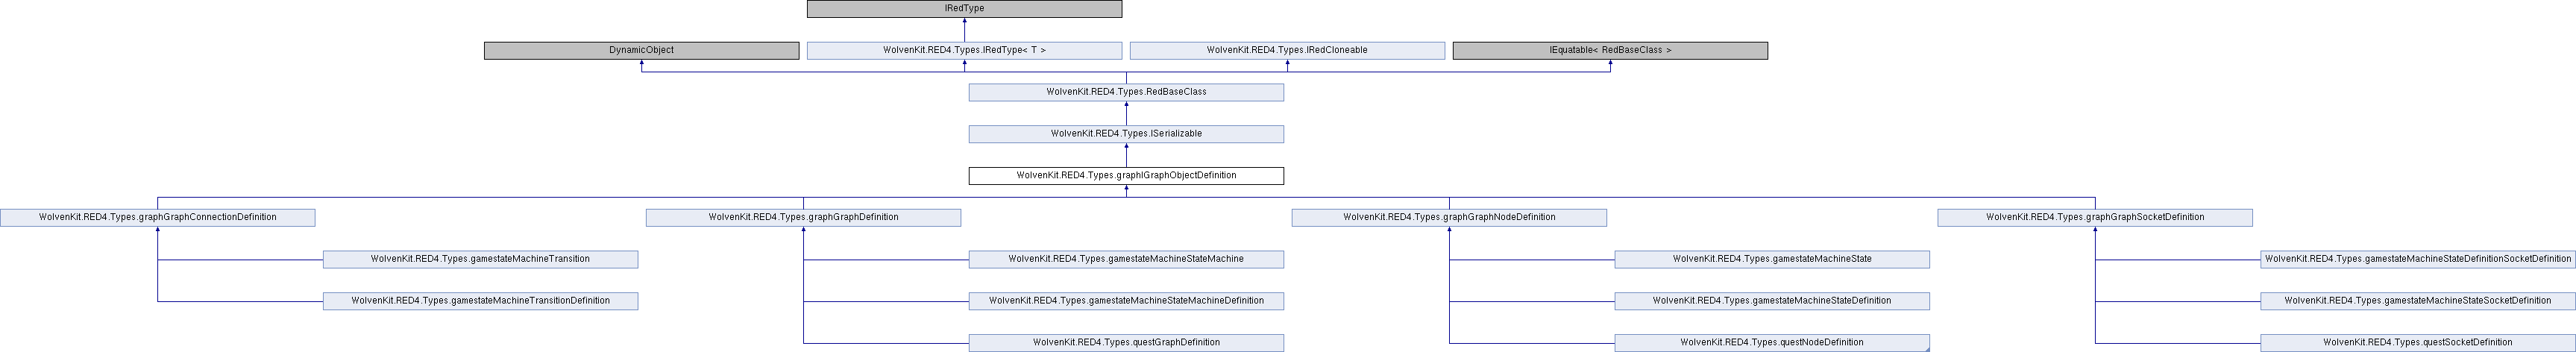 IRedType
DynamicObject
WolvenKit.RED4.Types.IRedType< T >
WolvenKit.RED4.Types.IRedCloneable
IEquatable< RedBaseClass >
WolvenKit.RED4.Types.RedBaseClass
WolvenKit.RED4.Types.ISerializable
WolvenKit.RED4.Types.graphIGraphObjectDefinition
WolvenKit.RED4.Types.graphGraphConnectionDefinition
WolvenKit.RED4.Types.graphGraphDefinition
WolvenKit.RED4.Types.graphGraphNodeDefinition
WolvenKit.RED4.Types.graphGraphSocketDefinition
WolvenKit.RED4.Types.gamestateMachineTransition
WolvenKit.RED4.Types.gamestateMachineStateMachine
WolvenKit.RED4.Types.gamestateMachineState
WolvenKit.RED4.Types.gamestateMachineStateDefinitionSocketDefinition
WolvenKit.RED4.Types.gamestateMachineTransitionDefinition
WolvenKit.RED4.Types.gamestateMachineStateMachineDefinition
WolvenKit.RED4.Types.gamestateMachineStateDefinition
WolvenKit.RED4.Types.gamestateMachineStateSocketDefinition
WolvenKit.RED4.Types.questGraphDefinition
WolvenKit.RED4.Types.questNodeDefinition
WolvenKit.RED4.Types.questSocketDefinition